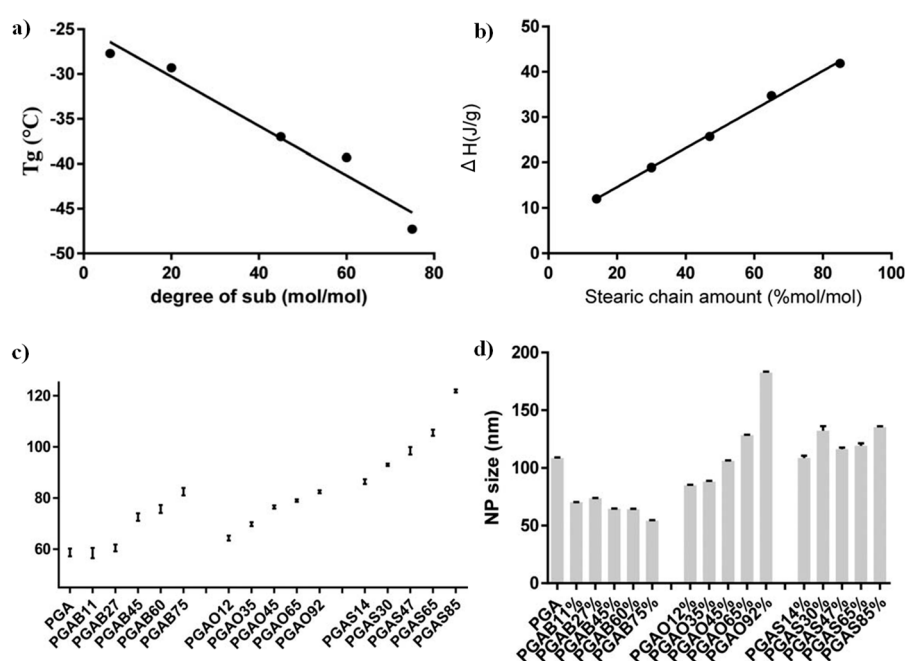 a)
Tg (°C)
-25
-30
-35
-40
-45
-50
0
20
40
60
80
degree of sub (mol/mol)
b)
Δ H(J/g)
50
40
30
20
10
0
0
20
40
60
80
100
Stearic chain amount (%mol/mol)
c)
120
100
80
60
PGA
PGAB11
PGAB27
PGAB45
PGAB60
PGAB75
PGAO12
PGAO35
PGAO45
PGAO65
PGAO92
PGAS14
PGAS30
PGAS47
PGAS65
PGAS85
d)
NP size (nm)
200
150
100
50
0
PGA
PGAB11%
PGAB27%
PGAB45%
PGAB60%
PGAB75%
PGAO12%
PGAO35%
PGAO45%
PGAO65%
PGAO92%
PGAS14%
PGAS30%
PGAS47%
PGAS65%
PGAS85%